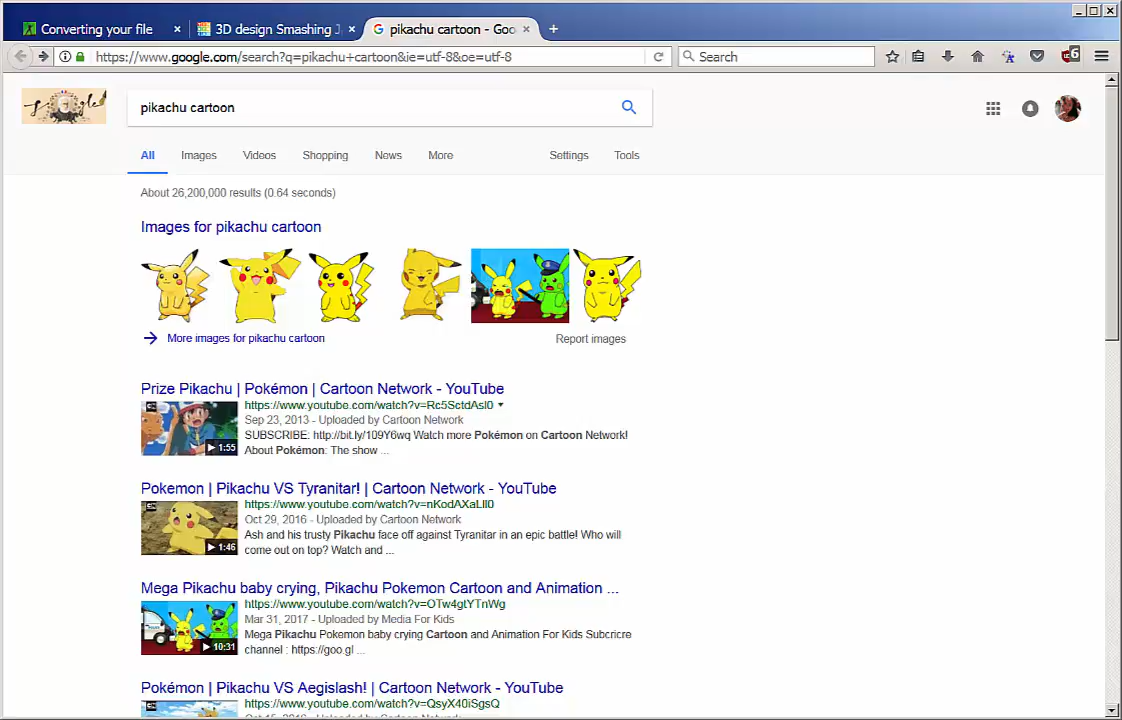 Converting your file
3D design Smashing J
pikachu cartoon - Goo
https://www.google.com/search?q=pikachu+cartoon&ie=utf-8&oe=utf-8
Search
6
Google
pikachu cartoon
All Images Videos Shopping News More Settings Tools
About 26,200,000 results (0.64 seconds)
Images for pikachu cartoon
More images for pikachu cartoon
Report images
Prize Pikachu | Pokémon | Cartoon Network - YouTube
https://www.youtube.com/watch?v=Rc5SctdAsl0
Sep 23, 2013 - Uploaded by Cartoon Network
SUBSCRIBE: http://bit.ly/109Y6wq Watch more Pokémon on Cartoon Network!
About Pokémon: The show ...
1:55
Pokemon | Pikachu VS Tyranitar! | Cartoon Network - YouTube
https://www.youtube.com/watch?v=nKodAXaLlI0
Oct 29, 2016 - Uploaded by Cartoon Network
Ash and his trusty Pikachu face off against Tyranitar in an epic battle! Who will
come out on top? Watch and ...
1:46
Mega Pikachu baby crying, Pikachu Pokemon Cartoon and Animation ...
https://www.youtube.com/watch?v=OTw4gtYTnWg
Mar 31, 2017 - Uploaded by Media For Kids
Mega Pikachu Pokemon baby crying Cartoon and Animation For Kids Subcricre
channel : https://goo.gl ...
10:31
Pokémon | Pikachu VS Aegislash! | Cartoon Network - YouTube
https://www.youtube.com/watch?v=QsyX40iSgsQ